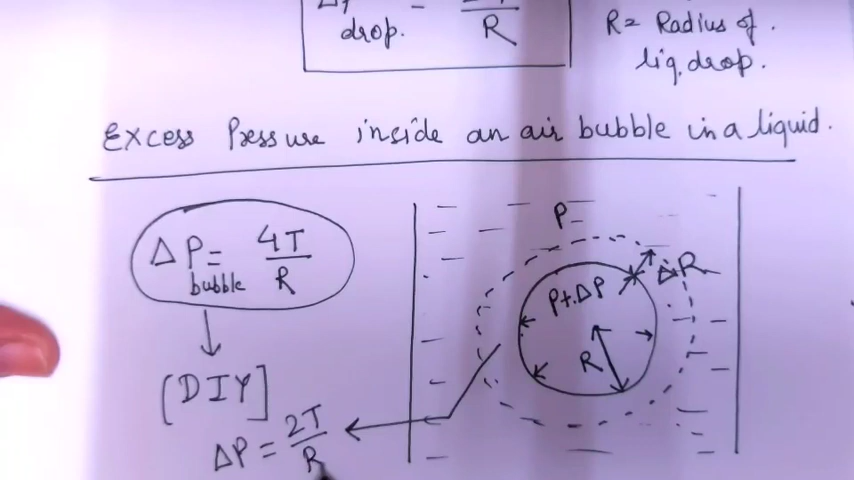 drop. = R
R = Radius of
liq. drop.
Excess Pressure inside an air bubble in a liquid.
ΔP bubble = 4T/R
[DIY]
ΔP = 2T/R
P
P+ΔP
ΔR
R